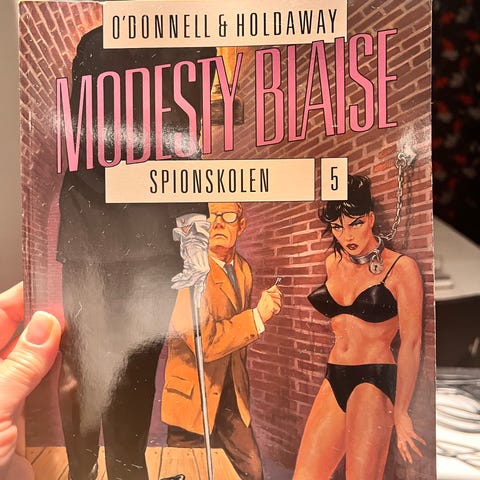 O'DONNELL & HOLDAWAY
MODESTY BLAISE
SPIONSKOLEN 5